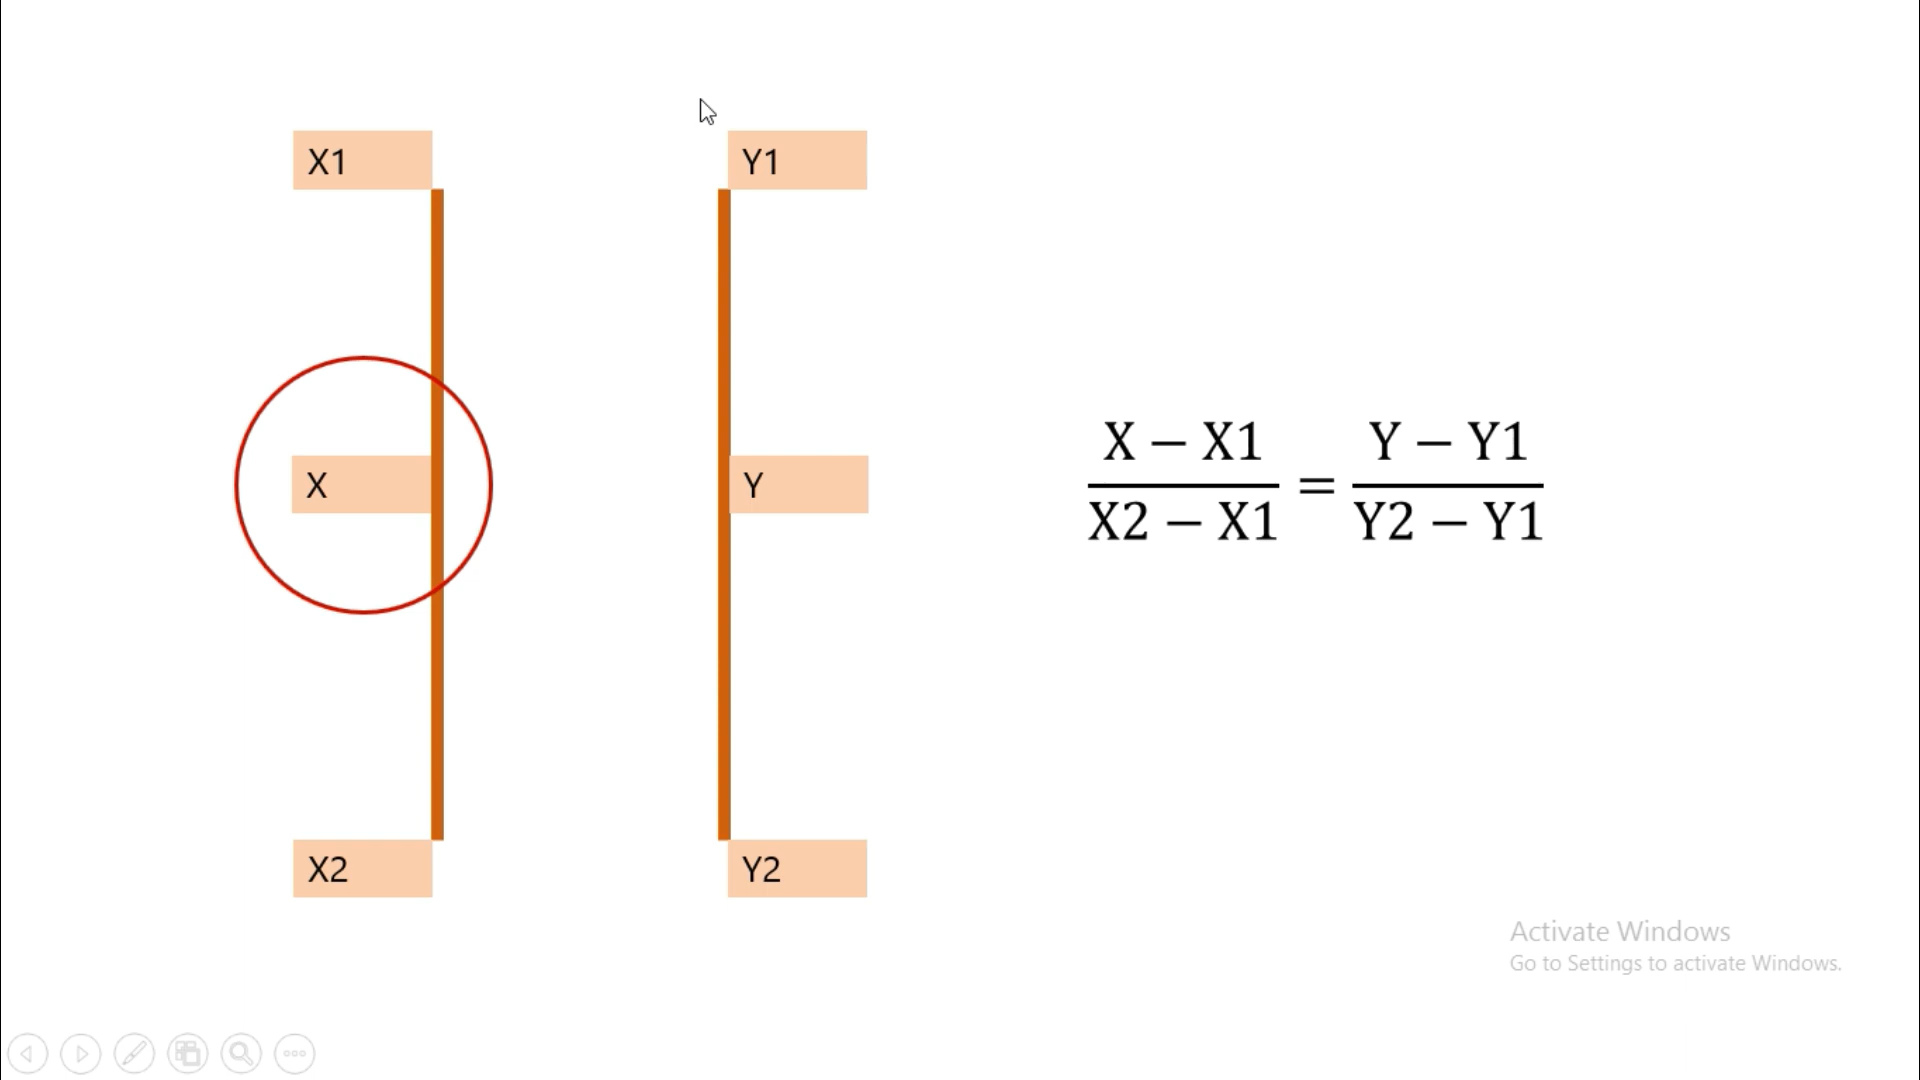 X1
Y1
X
Y
X2
Y2
X − X1
X2 − X1
=
Y − Y1
Y2 − Y1
Activate Windows
Go to Settings to activate Windows.